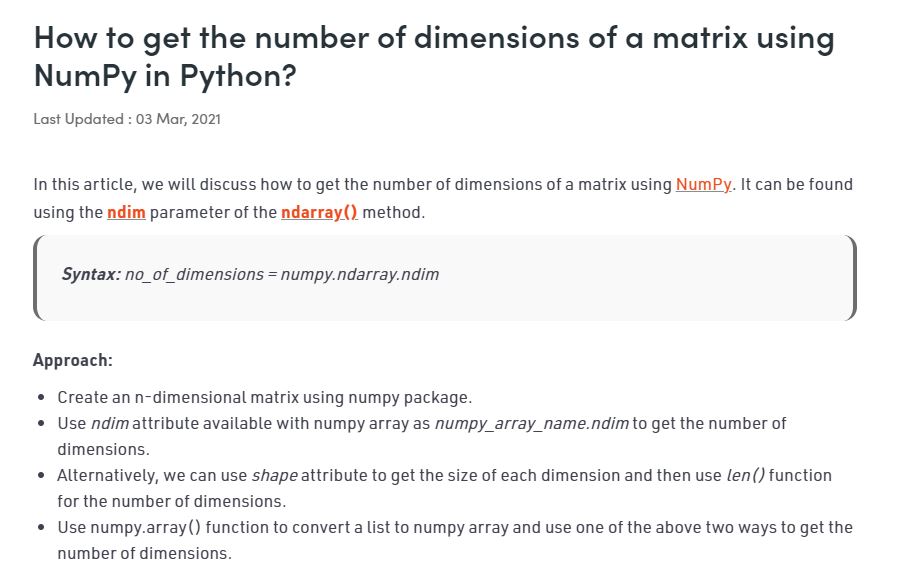 How to get the number of dimensions of a matrix using
NumPy in Python?
Last Updated : 03 Mar, 2021
In this article, we will discuss how to get the number of dimensions of a matrix using NumPy. It can be found
using the ndim parameter of the ndarray() method.
Syntax: no_of_dimensions = numpy.ndarray.ndim
Approach:
• Create an n-dimensional matrix using numpy package.
• Use ndim attribute available with numpy array as numpy_array_name.ndim to get the number of
dimensions.
• Alternatively, we can use shape attribute to get the size of each dimension and then use len() function
for the number of dimensions.
• Use numpy.array() function to convert a list to numpy array and use one of the above two ways to get the
number of dimensions.